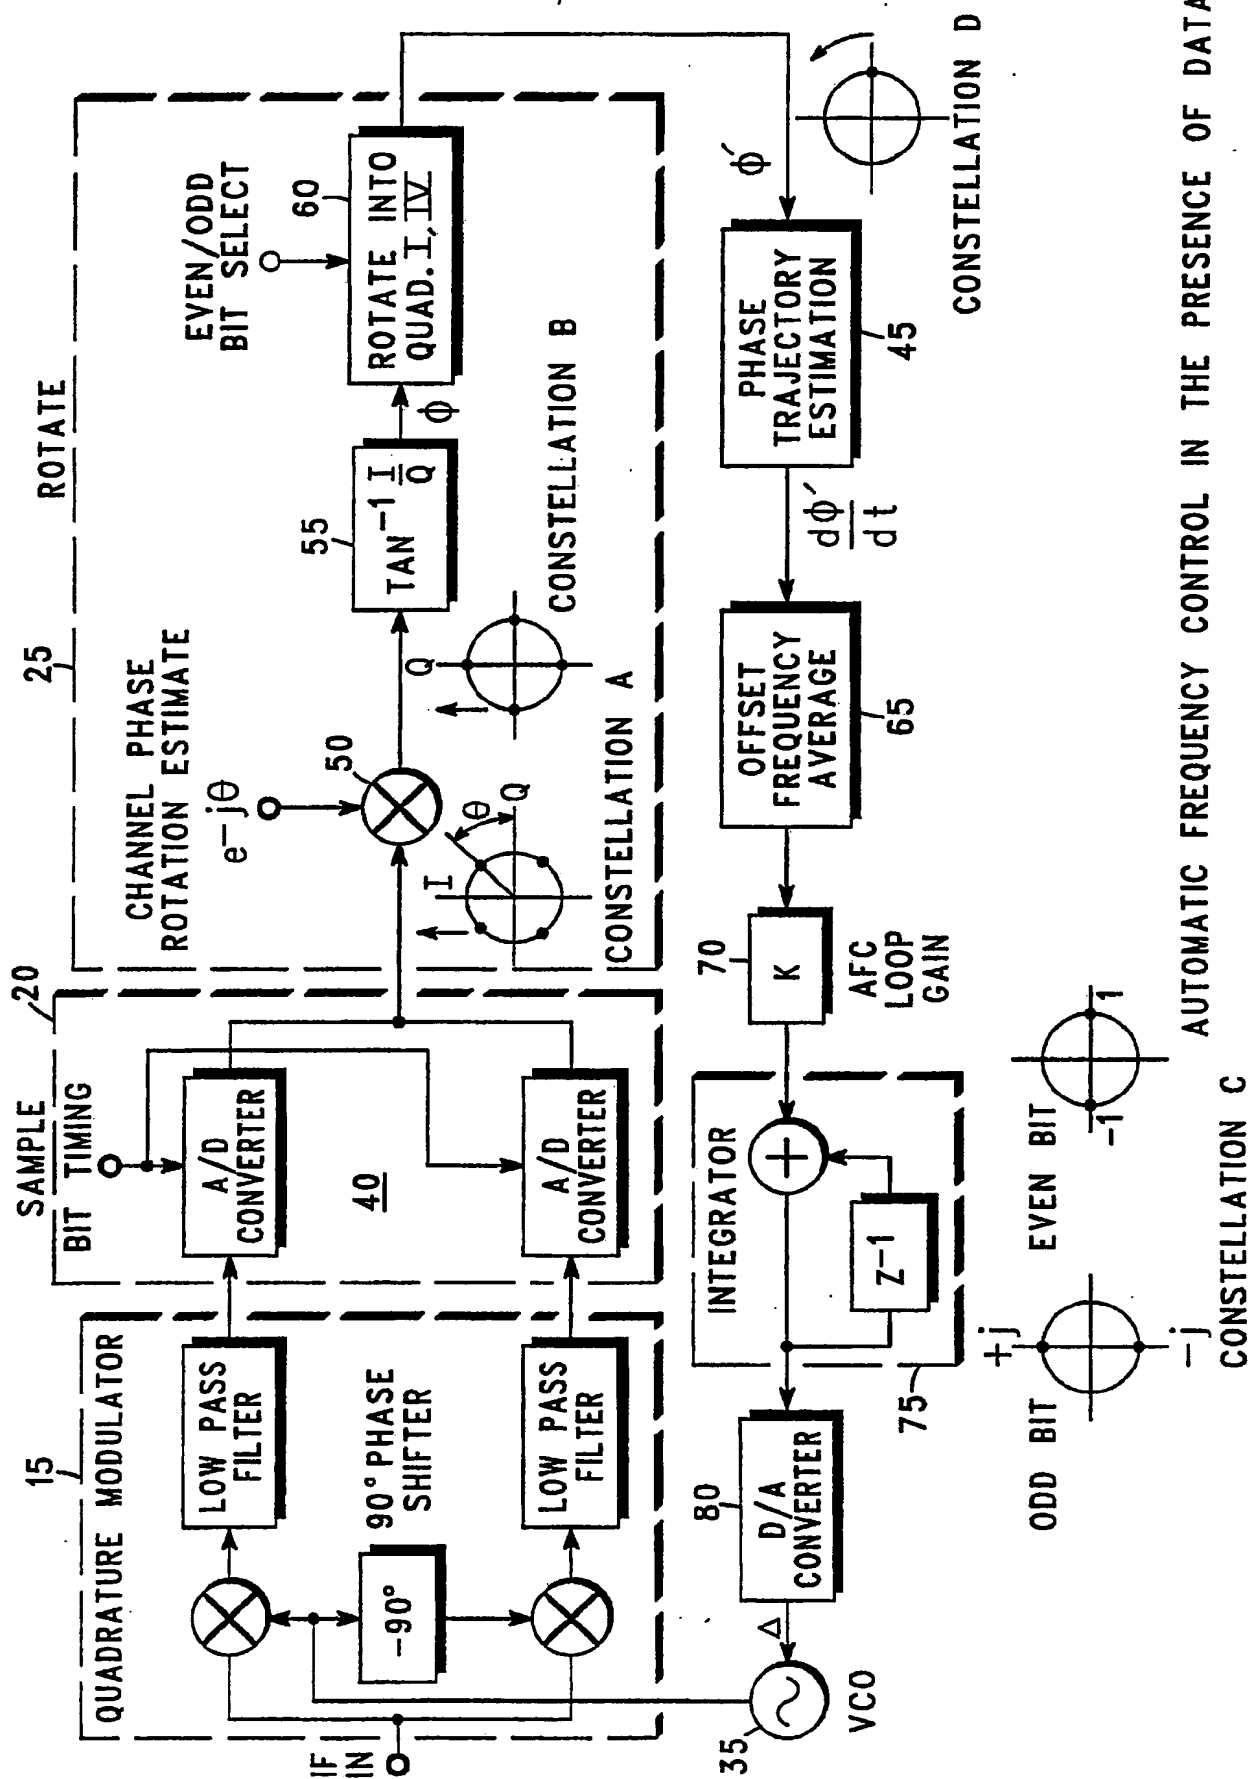 15
QUADRATURE MODULATOR
IF
IN
LOW PASS
FILTER
-90°
90° PHASE
SHIFTER
LOW PASS
FILTER
20
SAMPLE
BIT TIMING
A/D
CONVERTER
40
A/D
CONVERTER
25
ROTATE
CHANNEL PHASE
ROTATION ESTIMATE
e-jθ
50
I
θ
Q
CONSTELLATION A
Q
CONSTELLATION B
55
TAN-1 I/Q
Φ
EVEN/ODD
BIT SELECT
60
ROTATE INTO
QUAD. I, IV
Φ'
CONSTELLATION D
PHASE
TRAJECTORY
ESTIMATION
45
dΦ'
dt
OFFSET
FREQUENCY
AVERAGE
65
70
K
AFC
LOOP
GAIN
INTEGRATOR
+
Z-1
75
80
D/A
CONVERTER
Δ
35
VCO
ODD BIT
+j
-j
EVEN BIT
-1
1
CONSTELLATION C
AUTOMATIC FREQUENCY CONTROL IN THE PRESENCE OF DATA